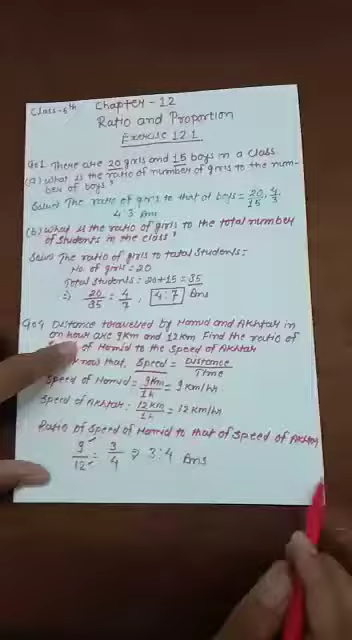 Class-6th Chapter-12
Ratio and Proportion
Exercise 12.1
Qo1 There are 20 girls and 15 boys in a class
(a) What is the ratio of number of girls to the num-
ber of boys?
Solun: The ratio of girls to that of boys = 20/15, 4/3
4:3 Ans
(b) What is the ratio of girls to the total number
of students in the class?
Solun: The ratio of girls to total students:
No. of girls = 20
Total Students: 20+15 = 35
∴ 20/35 = 4/7, 4:7 Ans
Distance travelled by Hamid and Akhtar in
an hour are 9km and 12km Find the ratio of
of Hamid to the Speed of Akhtar
know that, Speed = Distance/Time
Speed of Hamid = 9km/1h = 9 km/hr
Speed of Akhtar = 12km/1h = 12 km/hr
Ratio of Speed of Hamid to that of Speed of Akhtar
9/12 = 3/4 ⇒ 3:4 Ans